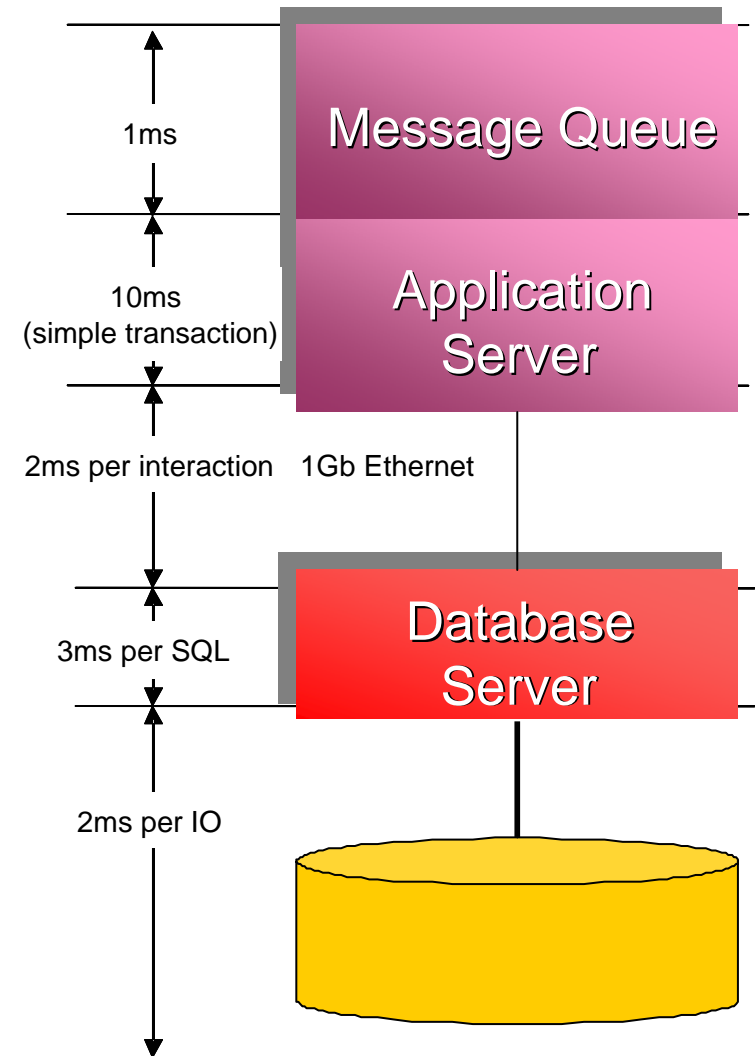 Message Queue
1ms
Application
Server
10ms
(simple transaction)
2ms per interaction
1Gb Ethernet
Database
Server
3ms per SQL
2ms per IO